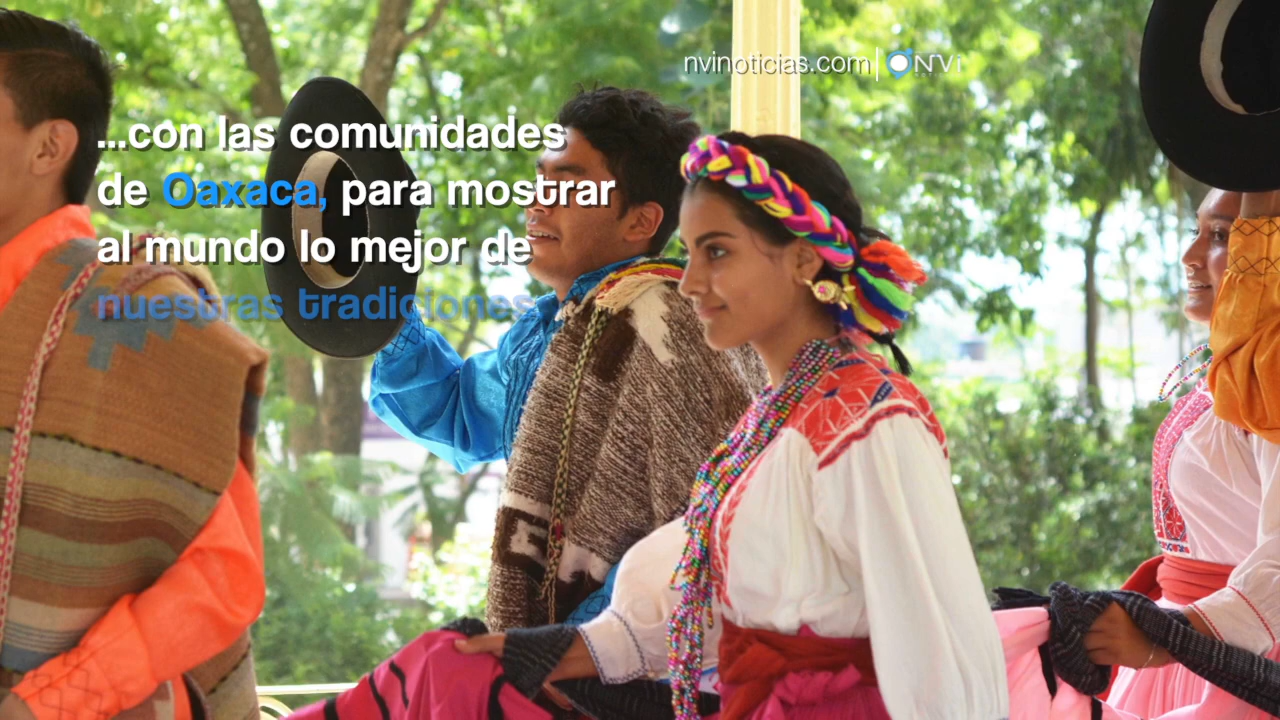 nvinoticias.com | NVi
...con las comunidades
de Oaxaca, para mostrar
al mundo lo mejor de
nuestras tradiciones